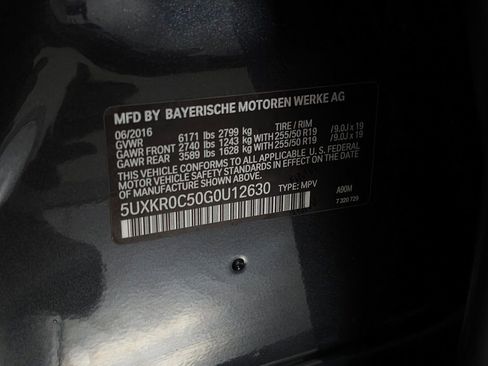 MFD BY BAYERISCHE MOTOREN WERKE AG
06/2016 6171 lbs 2799 kg TIRE / RIM
GVWR
GAWR FRONT 2740 lbs 1243 kg WITH 255/50 R19 /9.0J x 19
GAWR REAR 3589 lbs 1628 kg WITH 255/50 R19 /9.0J x 19
THIS VEHICLE CONFORMS TO ALL APPLICABLE U.S. FEDERAL
MOTOR VEHICLE SAFETY STANDARDS IN EFFECT ON THE DATE
OF MANUFACTURE SHOWN ABOVE.
5UXKR0C50G0U12630 TYPE: MPV A90M
7 320 729